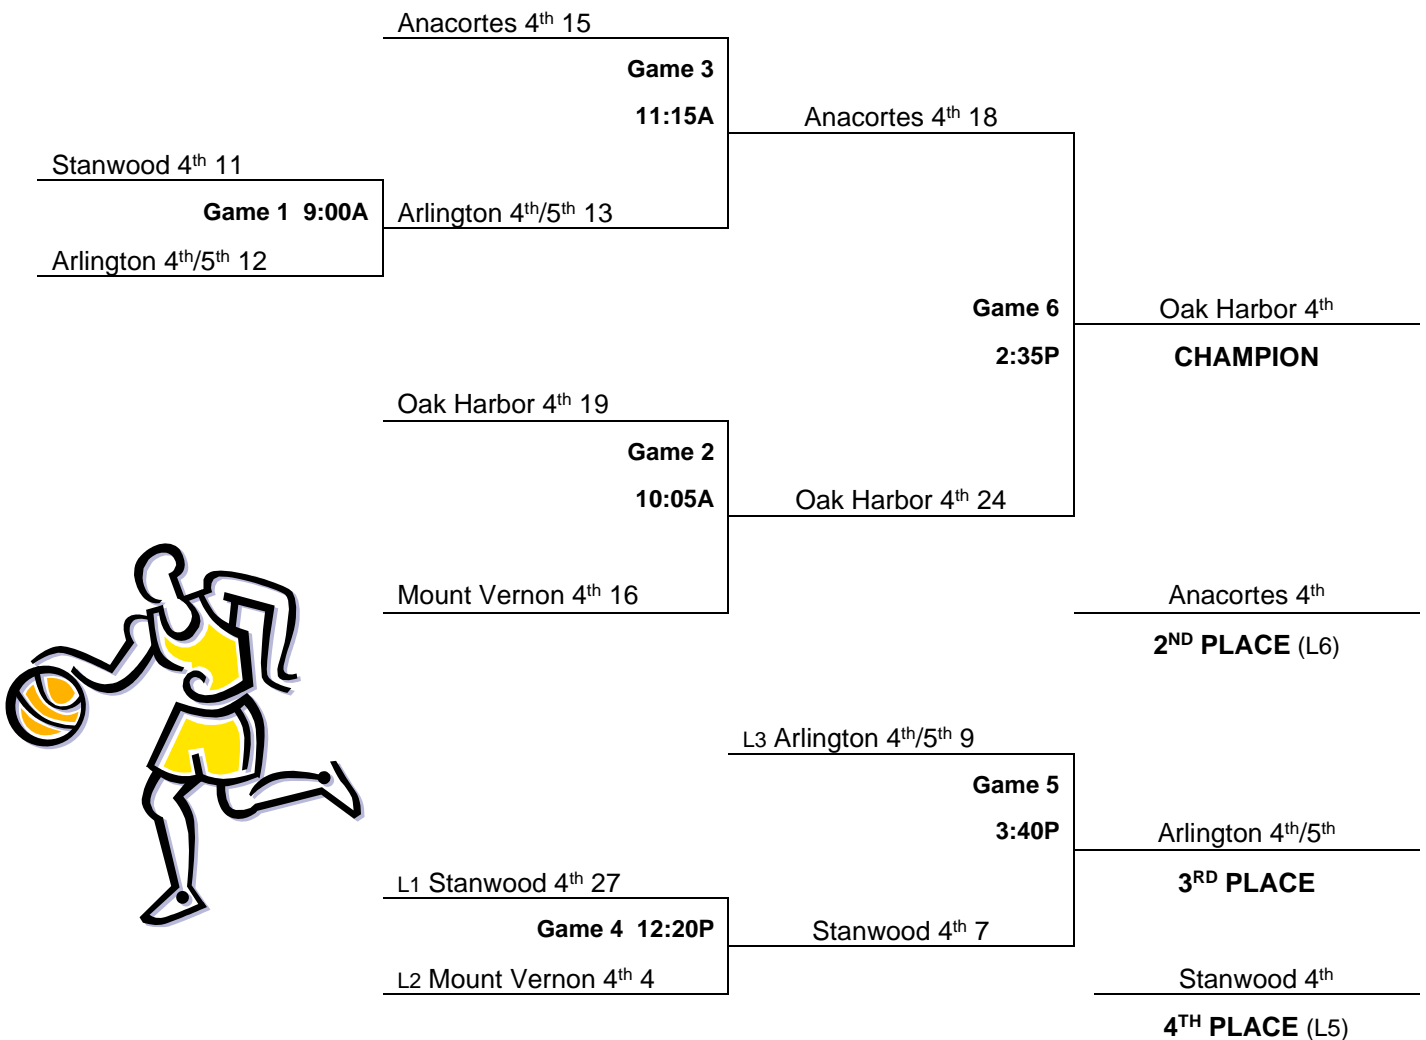 Anacortes 4th 15
Game 3
11:15A
Anacortes 4th 18
Stanwood 4th 11
Game 1 9:00A
Arlington 4th/5th 13
Arlington 4th/5th 12
Game 6
2:35P
Oak Harbor 4th
CHAMPION
Oak Harbor 4th 19
Game 2
10:05A
Oak Harbor 4th 24
Mount Vernon 4th 16
Anacortes 4th
2ND PLACE (L6)
L3 Arlington 4th/5th 9
Game 5
3:40P
Arlington 4th/5th
3RD PLACE
L1 Stanwood 4th 27
Game 4 12:20P
Stanwood 4th 7
L2 Mount Vernon 4th 4
Stanwood 4th
4TH PLACE (L5)